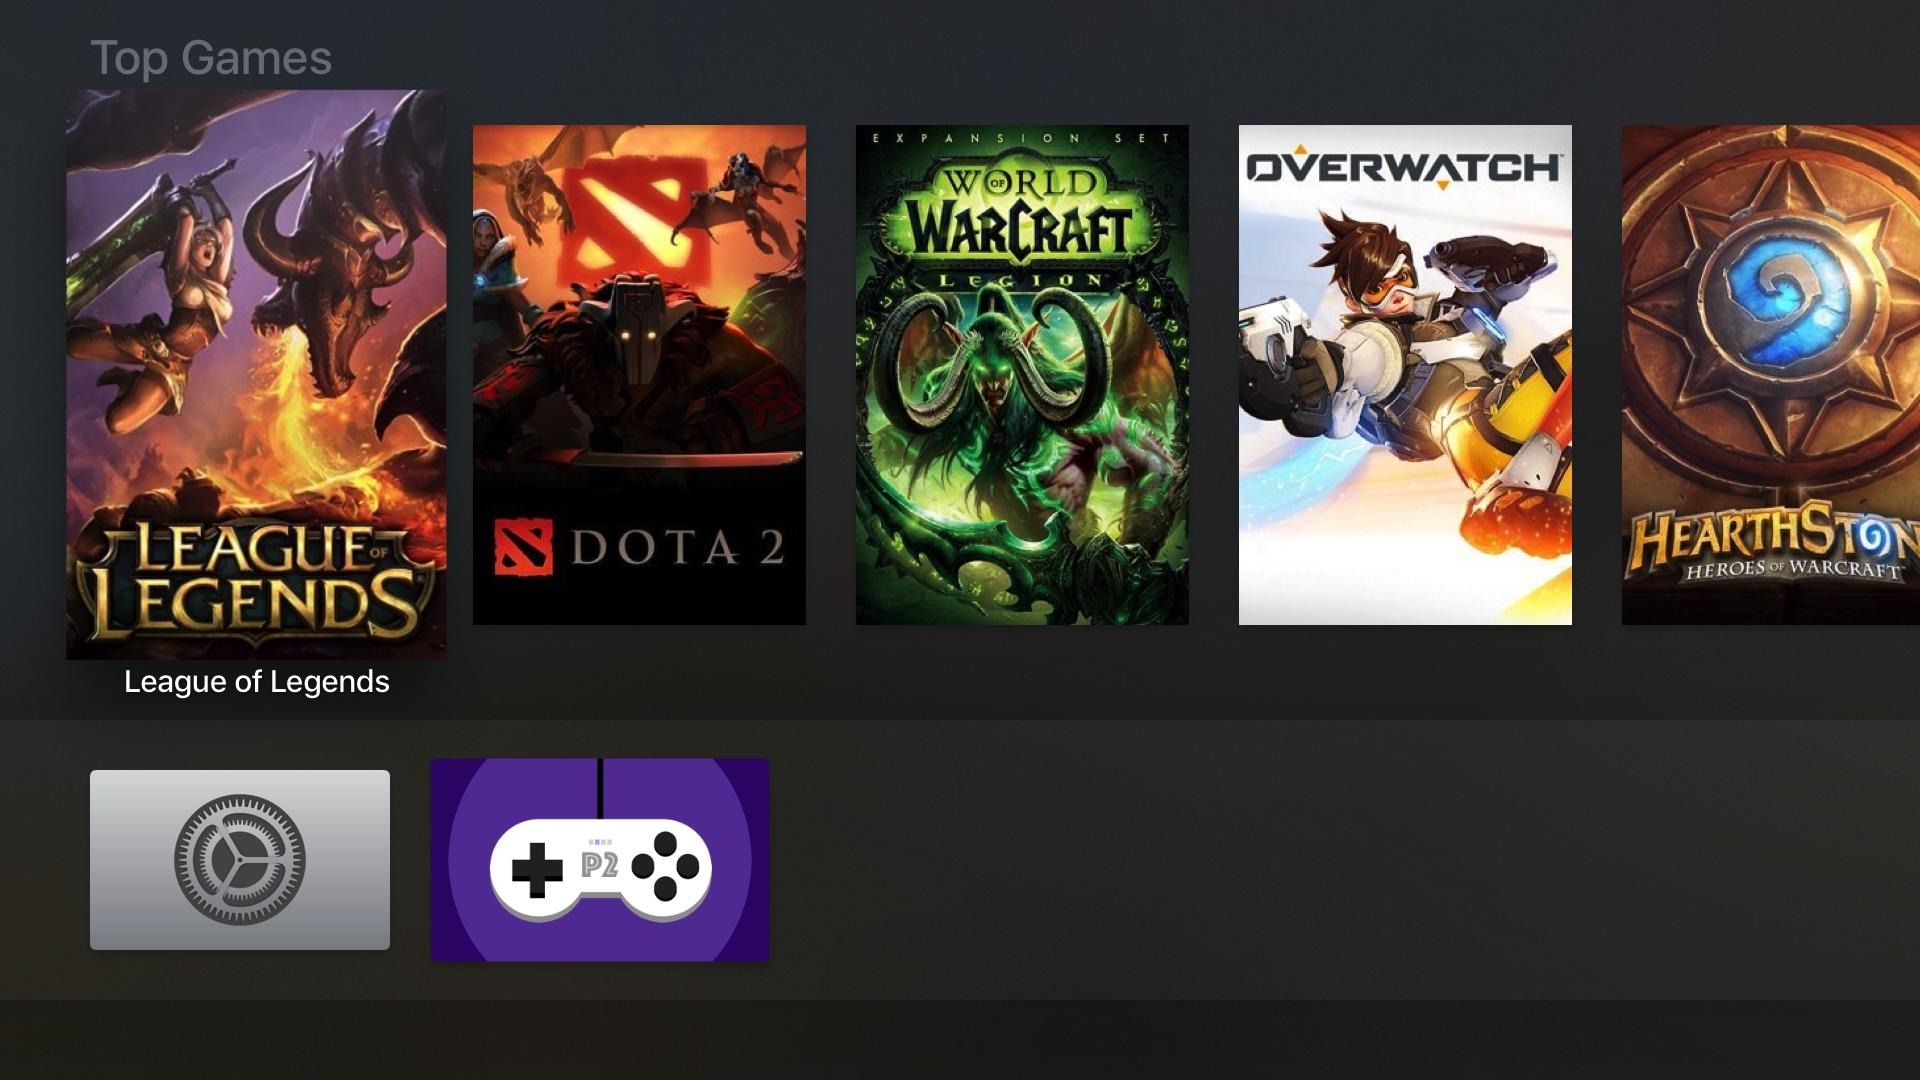 Top Games
LEAGUE OF
LEGENDS
League of Legends
DOTA 2
EXPANSION SET
WORLD OF
WARCRAFT
LEGION
OVERWATCH
HEARTHSTON
HEROES OF WARCRAFT
P2